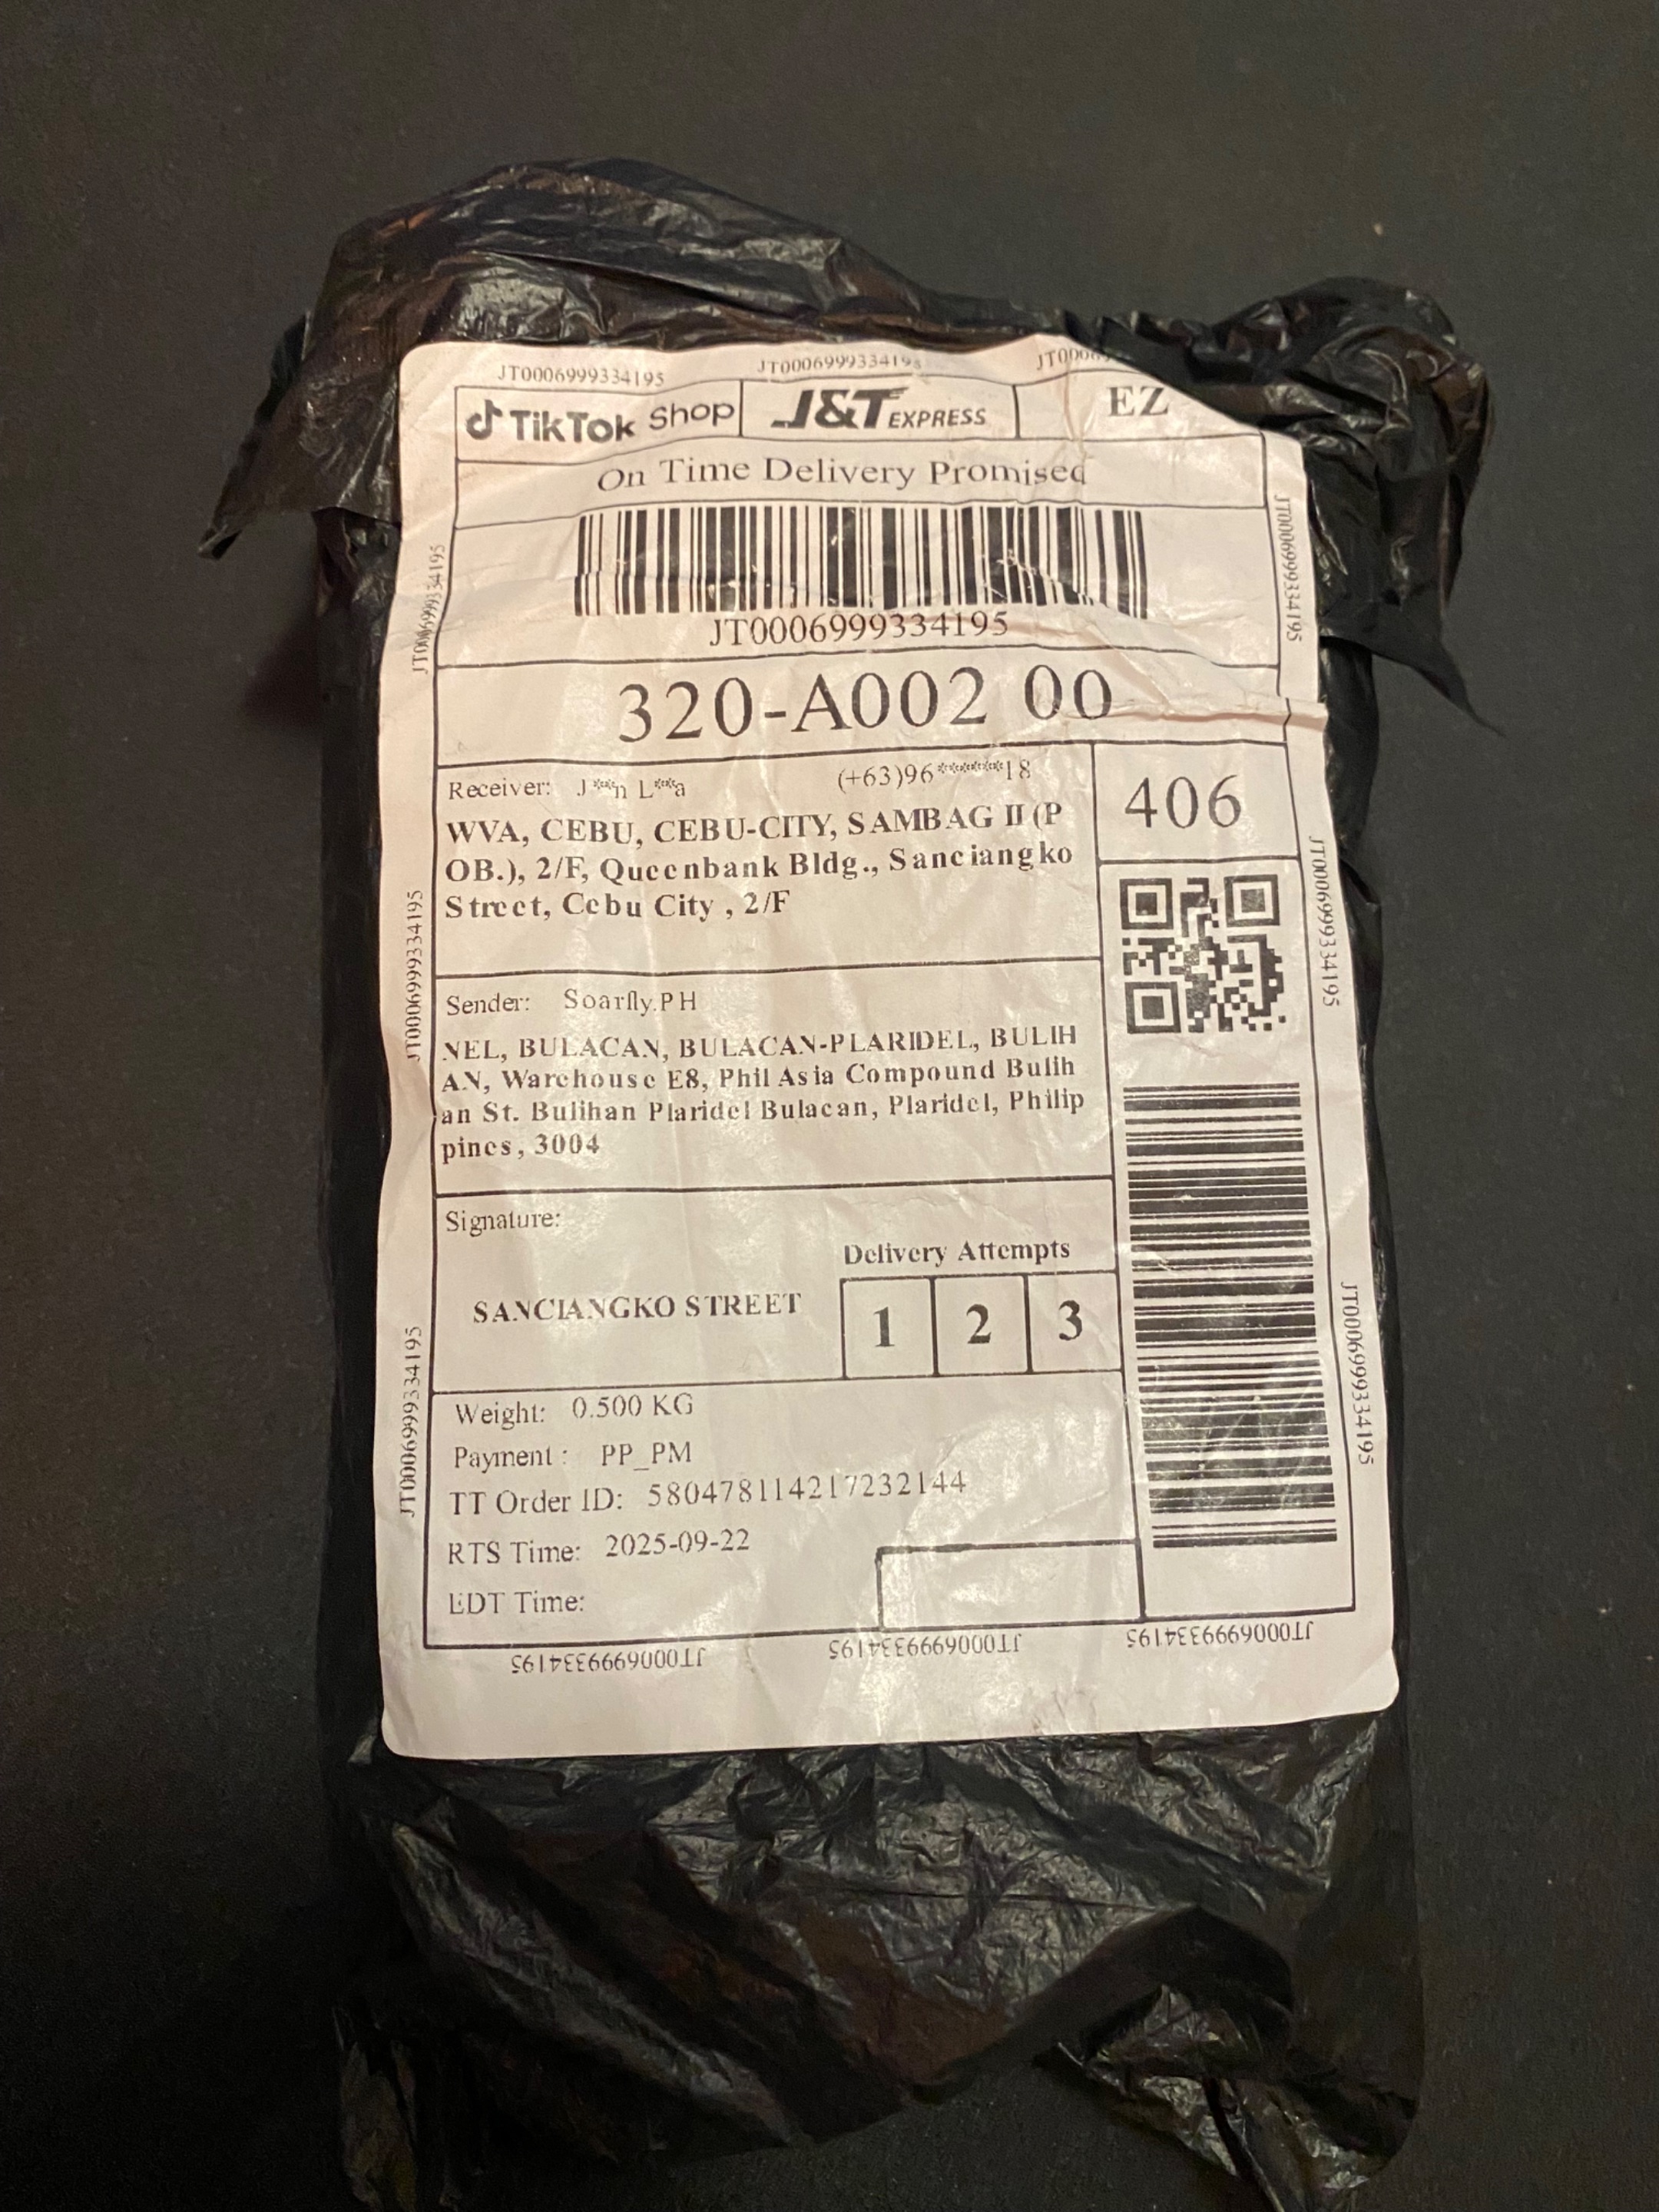 JT0006999334195 JT0006999334195
TikTok Shop J&T EXPRESS EZ
On Time Delivery Promised
JT0006999334195
320-A002 00
Receiver: J***n L***a (+63)96******18
WVA, CEBU, CEBU-CITY, SAMBAG II (P
OB.), 2/F, Queenbank Bldg., Sanciangko
Street, Cebu City , 2/F
406
Sender: Soarfly.PH
NEL, BULACAN, BULACAN-PLARIDEL, BULIH
AN, Warehouse E8, Phil Asia Compound Bulih
an St. Bulihan Plaridel Bulacan, Plaridel, Philip
pines, 3004
Signature:
Delivery Attempts
SANCIANGKO STREET 1 2 3
Weight: 0.500 KG
Payment : PP_PM
TT Order ID: 580478114217232144
RTS Time: 2025-09-22
EDT Time:
JT0006999334195
JT0006999334195
JT0006999334195
JT0006999334195
JT0006999334195
JT0006999334195
JT0006999334195 JT0006999334195 JT0006999334195